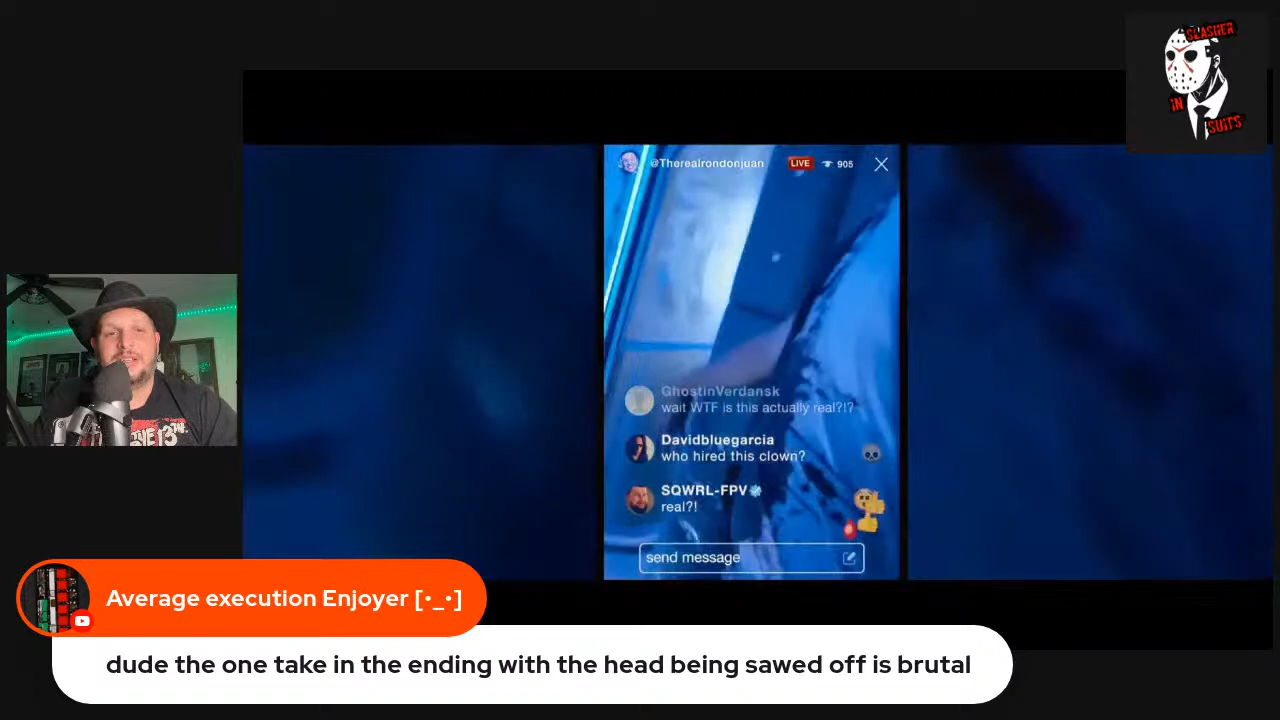 SLASHER
IN
SUITS
@Therealrondonjuan LIVE 905
GhostinVerdansk
wait WTF is this actually real?!?
Davidbluegarcia
who hired this clown?
SQWRL-FPV
real?!
send message
THE 13TH
Average execution Enjoyer [•_•]
dude the one take in the ending with the head being sawed off is brutal